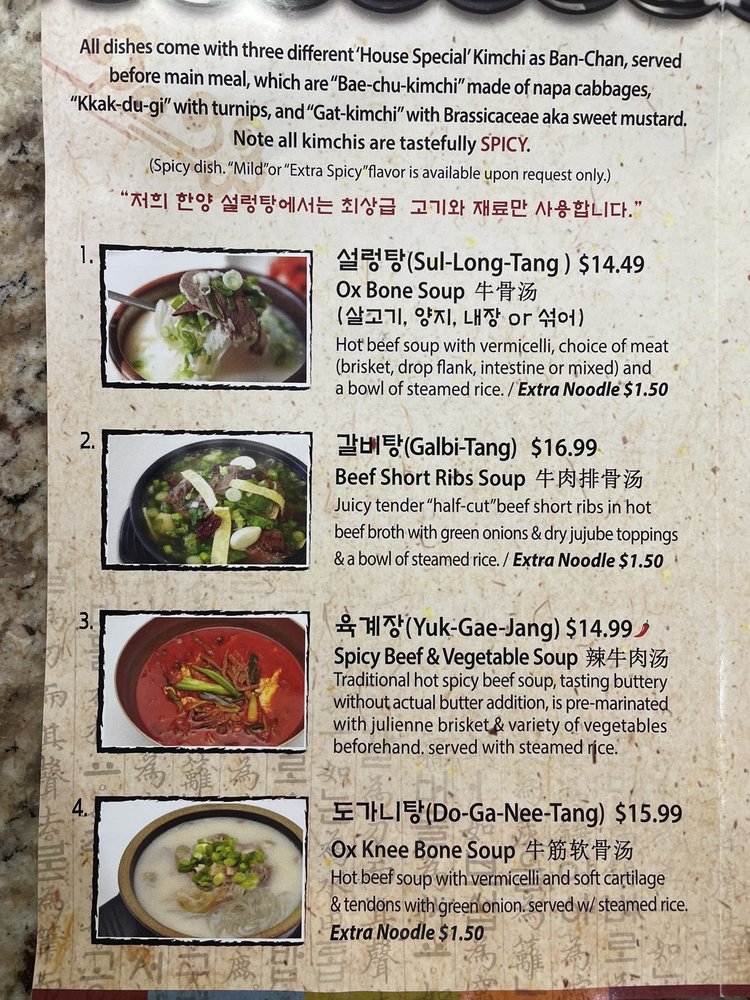 All dishes come with three different 'House Special' Kimchi as Ban-Chan, served
before main meal, which are "Bae-chu-kimchi" made of napa cabbages,
"Kkak-du-gi" with turnips, and "Gat-kimchi" with Brassicaceae aka sweet mustard.
Note all kimchis are tastefully SPICY.
(Spicy dish. "Mild" or "Extra Spicy" flavor is available upon request only.)
"저희 한양 설렁탕에서는 최상급 고기와 재료만 사용합니다."
1. 설렁탕(Sul-Long-Tang ) $14.49
Ox Bone Soup 牛骨汤
(살고기, 양지, 내장 or 섞어)
Hot beef soup with vermicelli, choice of meat
(brisket, drop flank, intestine or mixed) and
a bowl of steamed rice. / Extra Noodle $1.50
2. 갈비탕(Galbi-Tang) $16.99
Beef Short Ribs Soup 牛肉排骨汤
Juicy tender "half-cut" beef short ribs in hot
beef broth with green onions & dry jujube toppings
& a bowl of steamed rice. / Extra Noodle $1.50
3. 육계장(Yuk-Gae-Jang) $14.99
Spicy Beef & Vegetable Soup 辣牛肉汤
Traditional hot spicy beef soup, tasting buttery
without actual butter addition, is pre-marinated
with julienne brisket & variety of vegetables
beforehand. served with steamed rice.
4. 도가니탕(Do-Ga-Nee-Tang) $15.99
Ox Knee Bone Soup 牛筋软骨汤
Hot beef soup with vermicelli and soft cartilage
& tendons with green onion. served w/ steamed rice.
Extra Noodle $1.50